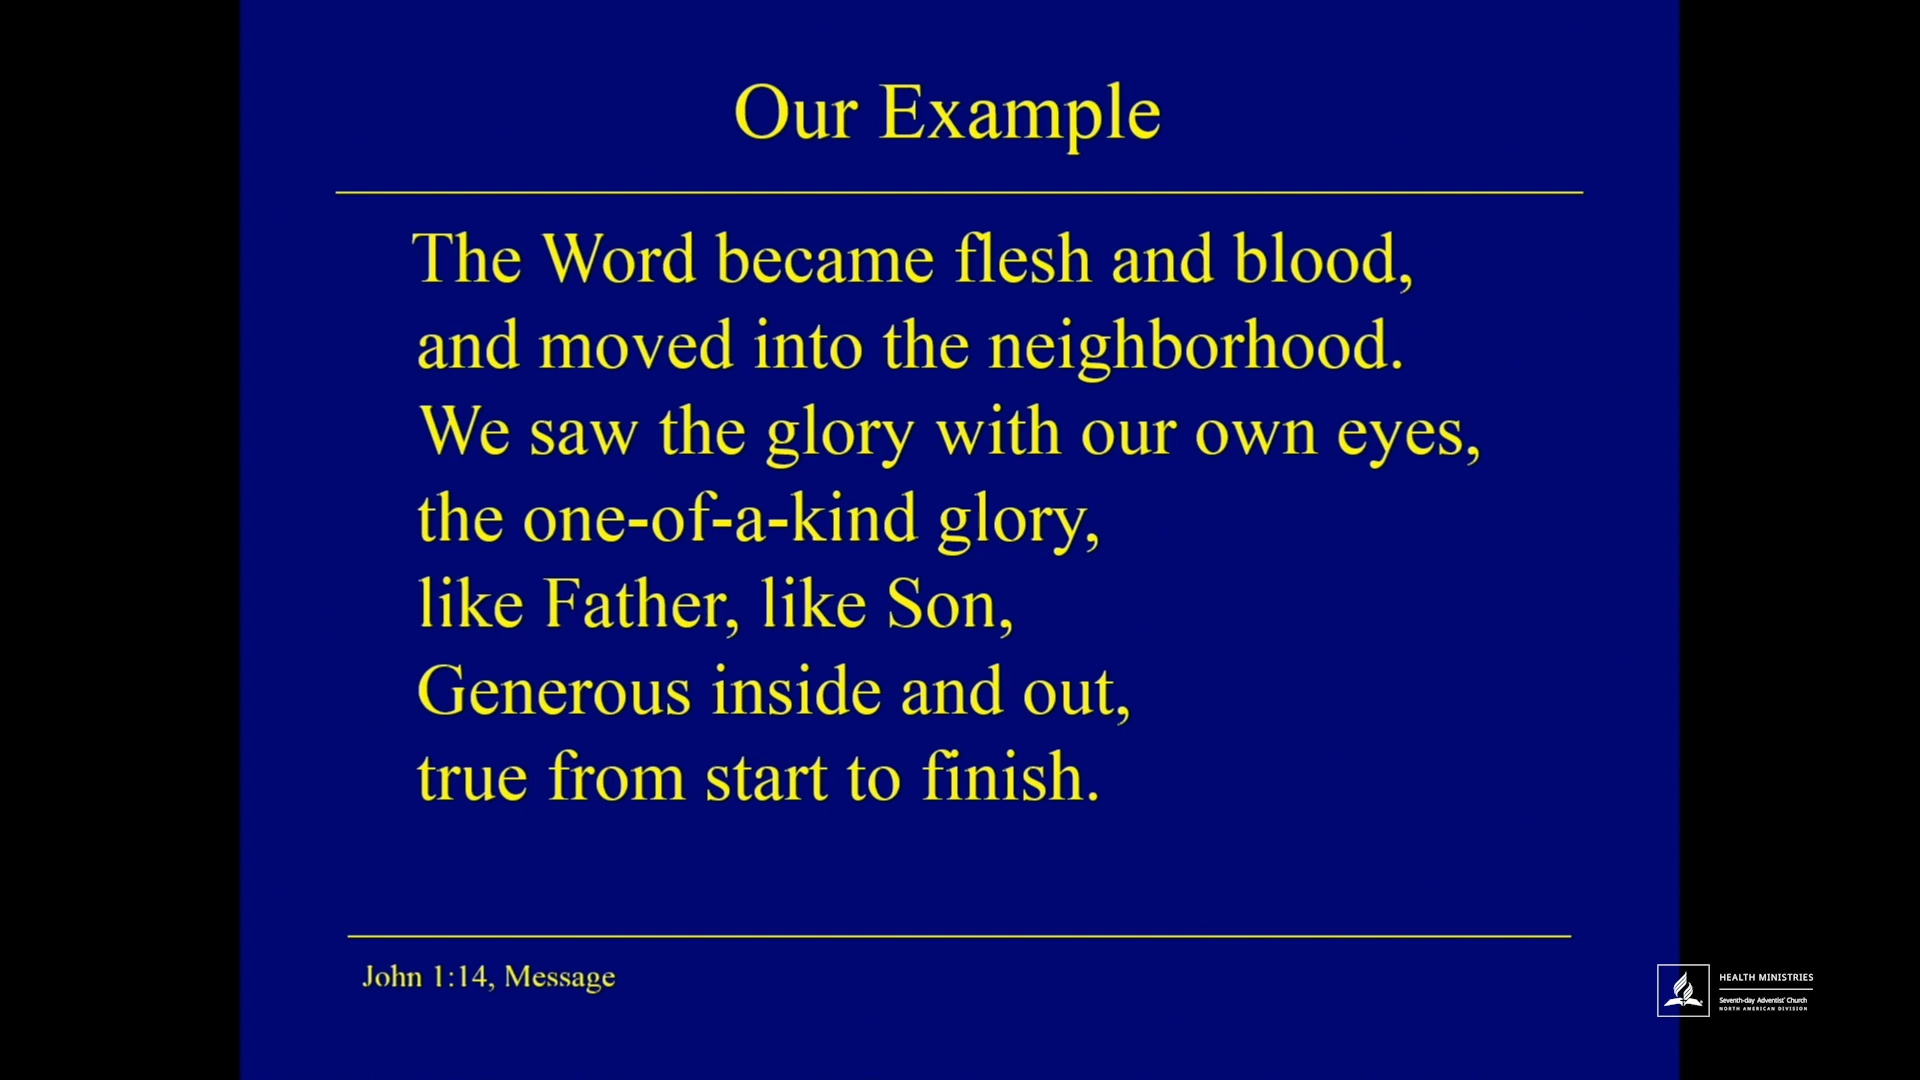 Our Example
The Word became flesh and blood,
and moved into the neighborhood.
We saw the glory with our own eyes,
the one-of-a-kind glory,
like Father, like Son,
Generous inside and out,
true from start to finish.
John 1:14, Message
HEALTH MINISTRIES
Seventh-day Adventist® Church
NORTH AMERICAN DIVISION